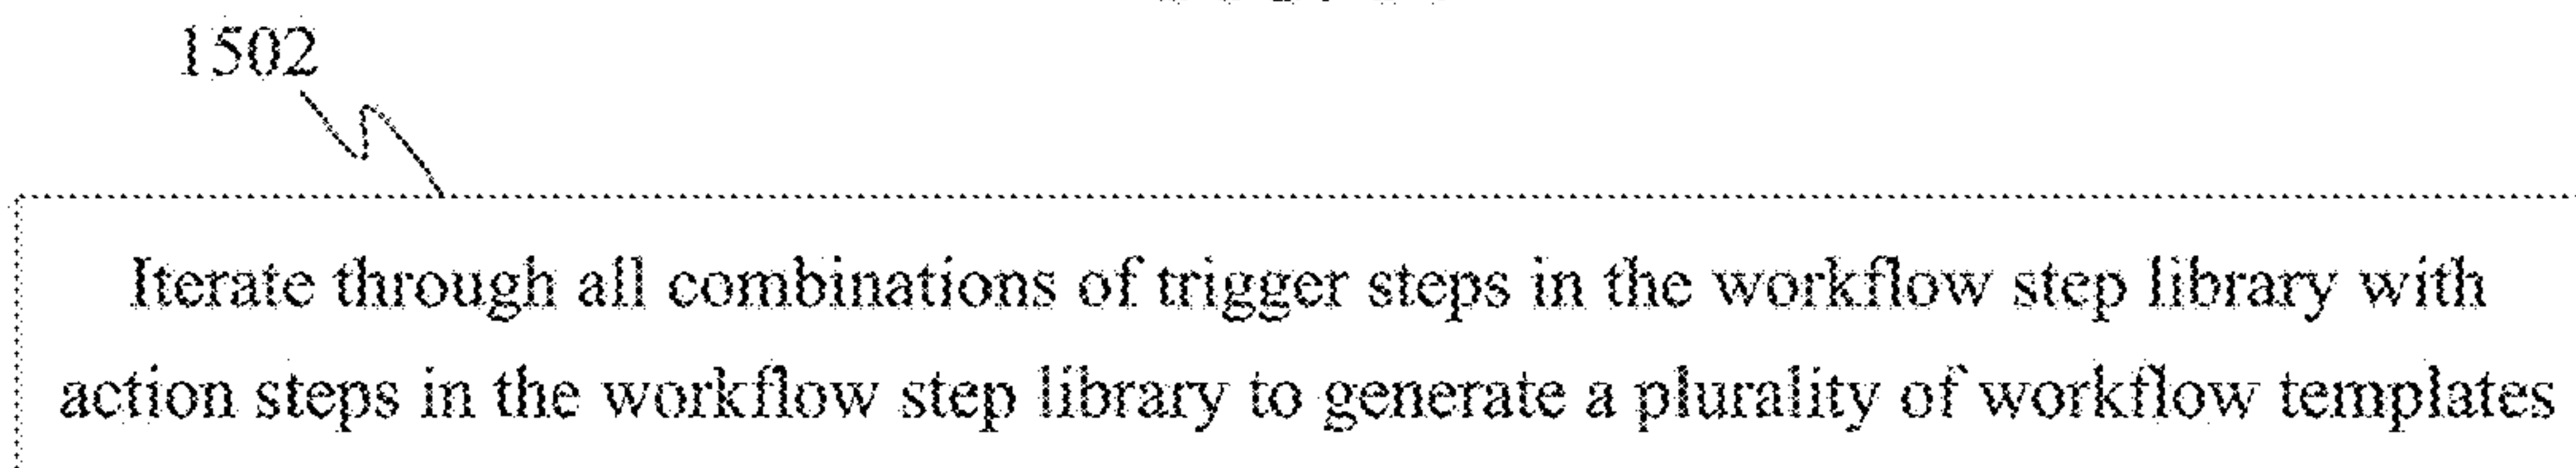 1502
Iterate through all combinations of trigger steps in the workflow step library with
action steps in the workflow step library to generate a plurality of workflow templates